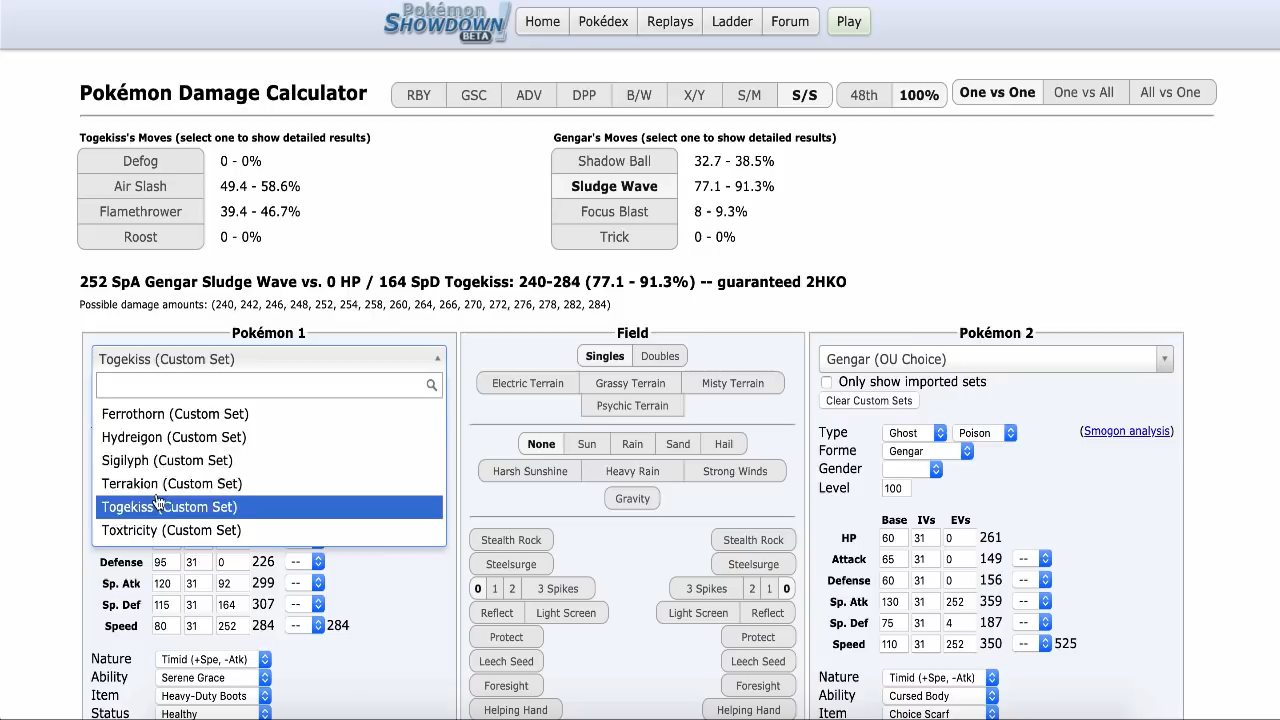 Pokémon SHOWDOWN! BETA Home Pokédex Replays Ladder Forum Play
Pokémon Damage Calculator RBY GSC ADV DPP B/W X/Y S/M S/S 48th 100% One vs One One vs All All vs One
Togekiss's Moves (select one to show detailed results)
Defog 0 - 0%
Air Slash 49.4 - 58.6%
Flamethrower 39.4 - 46.7%
Roost 0 - 0%
Gengar's Moves (select one to show detailed results)
Shadow Ball 32.7 - 38.5%
Sludge Wave 77.1 - 91.3%
Focus Blast 8 - 9.3%
Trick 0 - 0%
252 SpA Gengar Sludge Wave vs. 0 HP / 164 SpD Togekiss: 240-284 (77.1 - 91.3%) -- guaranteed 2HKO
Possible damage amounts: (240, 242, 246, 248, 252, 254, 258, 260, 264, 266, 270, 272, 276, 278, 282, 284)
Pokémon 1
Togekiss (Custom Set)
Ferrothorn (Custom Set)
Hydreigon (Custom Set)
Sigilyph (Custom Set)
Terrakion (Custom Set)
Togekiss (Custom Set)
Toxtricity (Custom Set)
Defense 95 31 0 226 --
Sp. Atk 120 31 92 299 --
Sp. Def 115 31 164 307 --
Speed 80 31 252 284 -- 284
Nature Timid (+Spe, -Atk)
Ability Serene Grace
Item Heavy-Duty Boots
Status Healthy
Field
Singles Doubles
Electric Terrain Grassy Terrain Misty Terrain
Psychic Terrain
None Sun Rain Sand Hail
Harsh Sunshine Heavy Rain Strong Winds
Gravity
Stealth Rock Stealth Rock
Steelsurge Steelsurge
0 1 2 3 Spikes 3 Spikes 2 1 0
Reflect Light Screen Light Screen Reflect
Protect Protect
Leech Seed Leech Seed
Foresight Foresight
Helping Hand Helping Hand
Pokémon 2
Gengar (OU Choice)
Only show imported sets
Clear Custom Sets
Type Ghost Poison (Smogon analysis)
Forme Gengar
Gender
Level 100
Base IVs EVs
HP 60 31 0 261
Attack 65 31 0 149 --
Defense 60 31 0 156 --
Sp. Atk 130 31 252 359 --
Sp. Def 75 31 4 187 --
Speed 110 31 252 350 -- 525
Nature Timid (+Spe, -Atk)
Ability Cursed Body
Item Choice Scarf